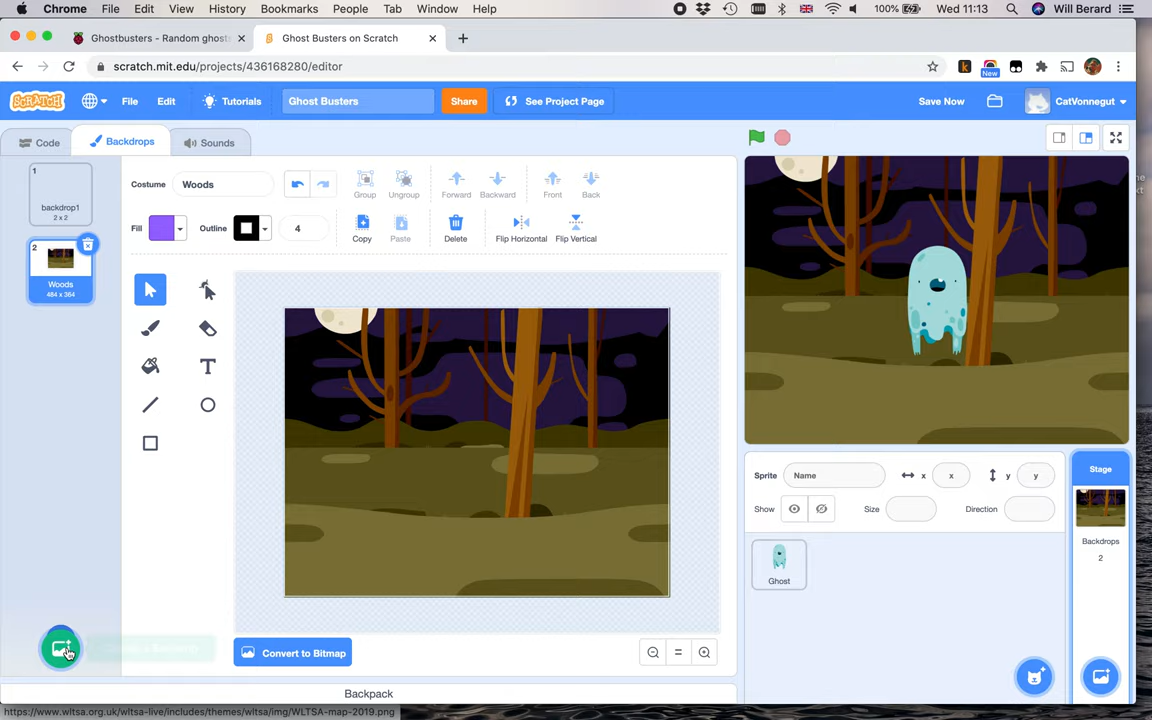 Chrome File Edit View History Bookmarks People Tab Window Help 100% Wed 11:13 Will Berard
Ghostbusters - Random ghost
Ghost Busters on Scratch
scratch.mit.edu/projects/436168280/editor
New
SCRATCH File Edit Tutorials Ghost Busters Share See Project Page Save Now CatVonnegut
Code Backdrops Sounds
1
backdrop1
2 x 2
2
Woods
484 x 364
Costume Woods Group Ungroup Forward Backward Front Back
Fill Outline 4 Copy Paste Delete Flip Horizontal Flip Vertical
T
Convert to Bitmap
Sprite Name x x y y
Show Size Direction
Ghost
Stage
Backdrops
2
Backpack
https://www.wltsa.org.uk/wltsa-live/includes/themes/wltsa/img/WLTSA-map-2019.png